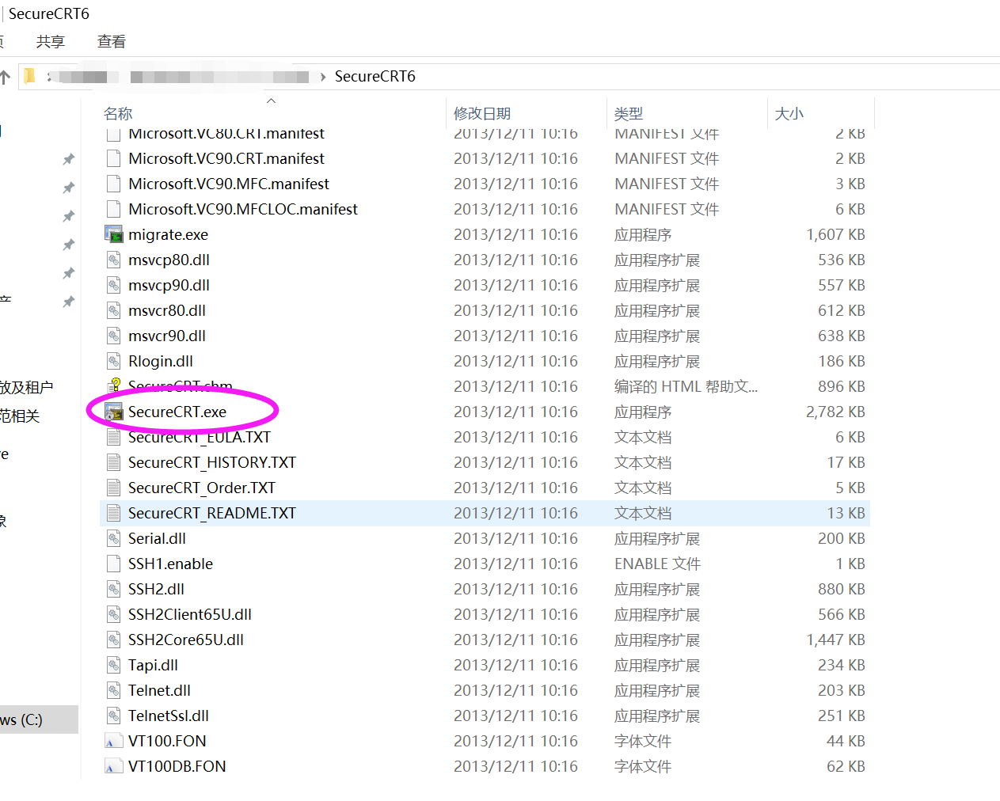 SecureCRT6
共享 查看
SecureCRT6
名称 修改日期 类型 大小
Microsoft.VC80.CRT.manifest 2013/12/11 10:16 MANIFEST 文件 2 KB
Microsoft.VC90.CRT.manifest 2013/12/11 10:16 MANIFEST 文件 2 KB
Microsoft.VC90.MFC.manifest 2013/12/11 10:16 MANIFEST 文件 3 KB
Microsoft.VC90.MFCLOC.manifest 2013/12/11 10:16 MANIFEST 文件 6 KB
migrate.exe 2013/12/11 10:16 应用程序 1,607 KB
msvcp80.dll 2013/12/11 10:16 应用程序扩展 536 KB
msvcp90.dll 2013/12/11 10:16 应用程序扩展 557 KB
产
msvcr80.dll 2013/12/11 10:16 应用程序扩展 612 KB
msvcr90.dll 2013/12/11 10:16 应用程序扩展 638 KB
Rlogin.dll 2013/12/11 10:16 应用程序扩展 186 KB
放及租户
SecureCRT.chm 2013/12/11 10:16 编译的 HTML 帮助文... 896 KB
范相关
SecureCRT.exe 2013/12/11 10:16 应用程序 2,782 KB
SecureCRT_EULA.TXT 2013/12/11 10:16 文本文档 6 KB
SecureCRT_HISTORY.TXT 2013/12/11 10:16 文本文档 17 KB
SecureCRT_Order.TXT 2013/12/11 10:16 文本文档 5 KB
SecureCRT_README.TXT 2013/12/11 10:16 文本文档 13 KB
Serial.dll 2013/12/11 10:16 应用程序扩展 200 KB
SSH1.enable 2013/12/11 10:16 ENABLE 文件 1 KB
SSH2.dll 2013/12/11 10:16 应用程序扩展 880 KB
SSH2Client65U.dll 2013/12/11 10:16 应用程序扩展 566 KB
SSH2Core65U.dll 2013/12/11 10:16 应用程序扩展 1,447 KB
Tapi.dll 2013/12/11 10:16 应用程序扩展 234 KB
Telnet.dll 2013/12/11 10:16 应用程序扩展 203 KB
ws (C:)
TelnetSsl.dll 2013/12/11 10:16 应用程序扩展 251 KB
VT100.FON 2013/12/11 10:16 字体文件 44 KB
VT100DB.FON 2013/12/11 10:16 字体文件 62 KB